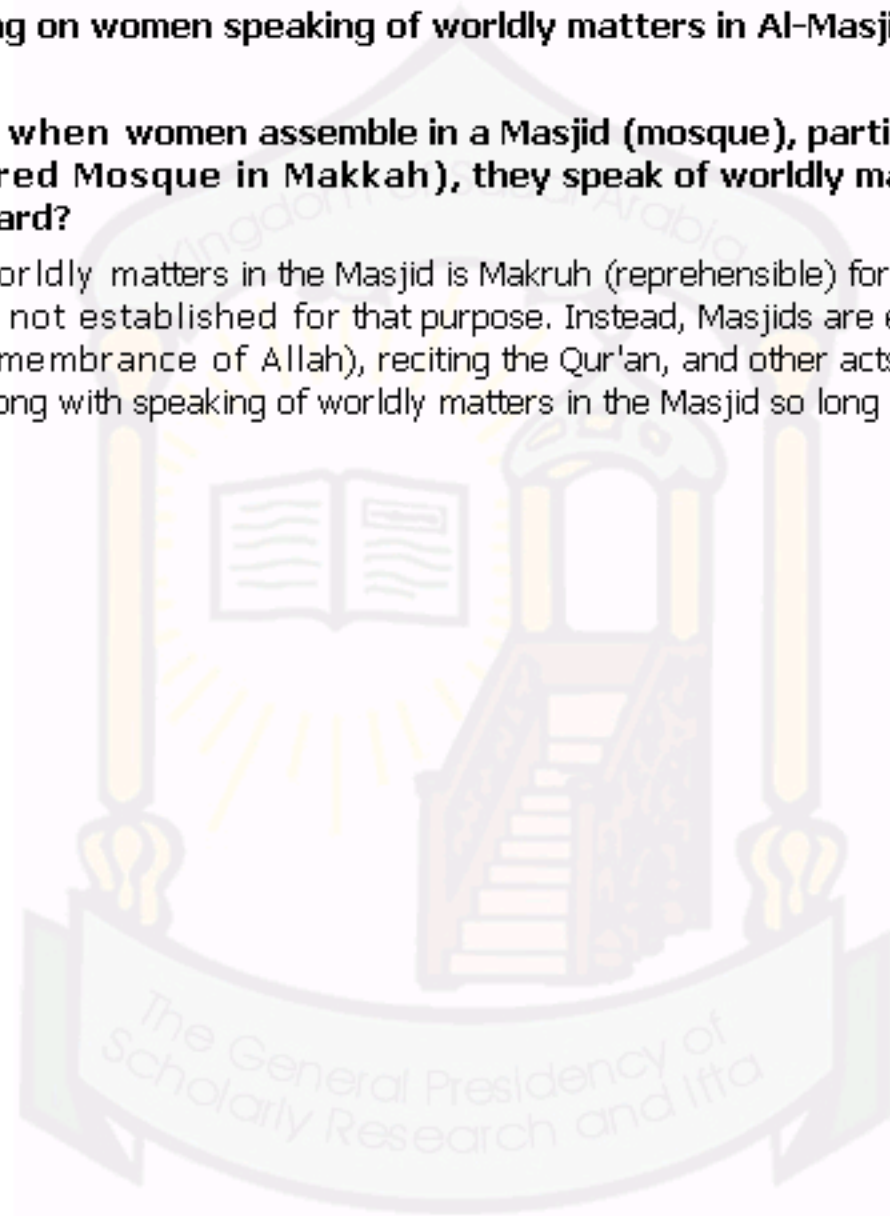 ng on women speaking of worldly matters in Al-Masji
when women assemble in a Masjid (mosque), parti
red Mosque in Makkah), they speak of worldly ma
ard?
orldly matters in the Masjid is Makruh (reprehensible) for
not established for that purpose. Instead, Masjids are e
membrance of Allah), reciting the Qur'an, and other acts
ong with speaking of worldly matters in the Masjid so long
Kingdom of Saudi Arabia
The General Presidency of
Scholarly Research and Ifta